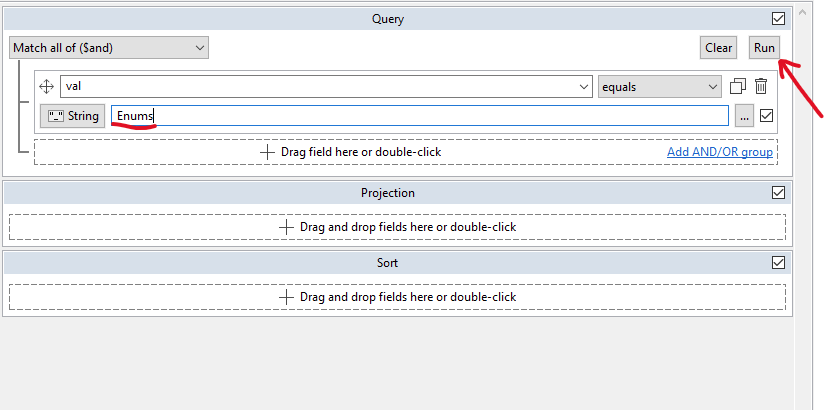 Query
Match all of ($and)
Clear
Run
val
equals
"_" String
Enums
...
Drag field here or double-click
Add AND/OR group
Projection
Drag and drop fields here or double-click
Sort
Drag and drop fields here or double-click